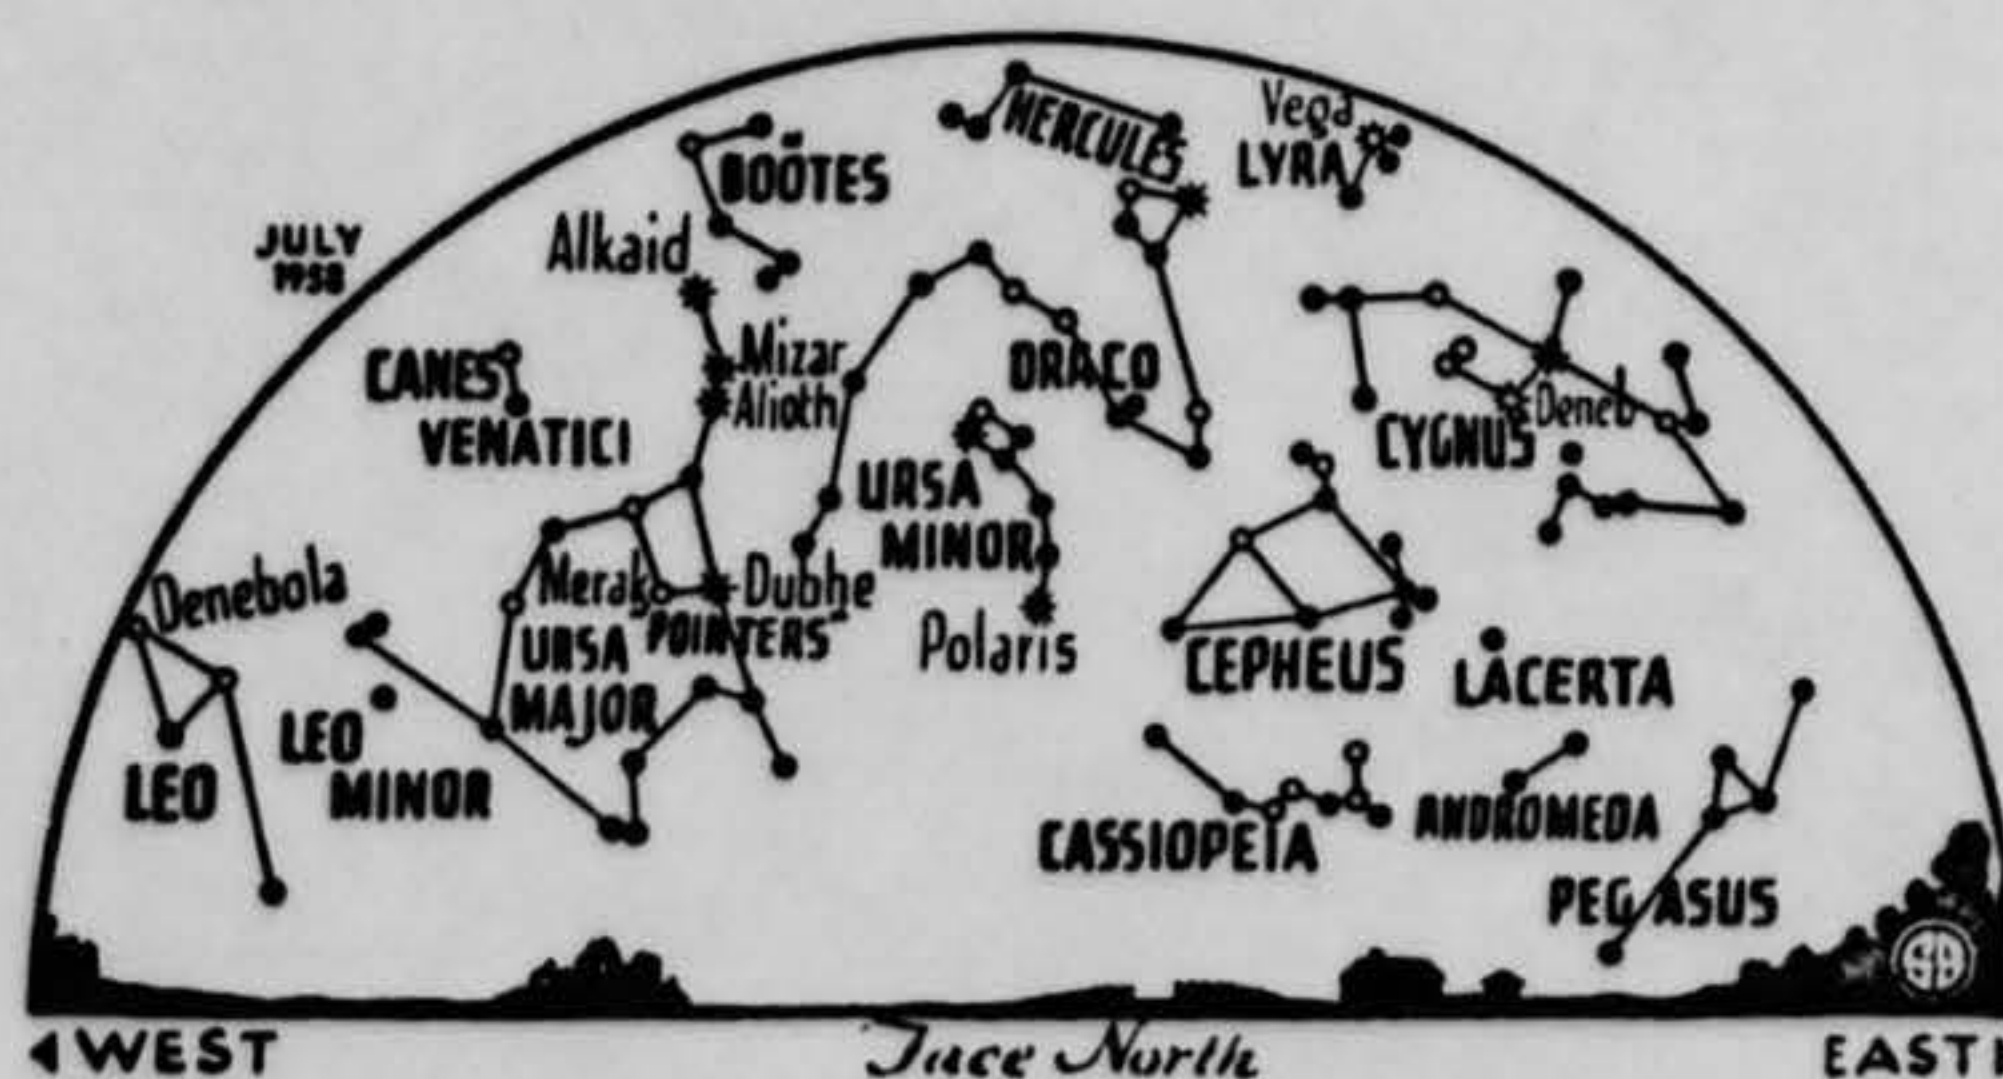 HERCULES
Vega
LYRA
BOÖTES
Alkaid
JULY
1958
CANES
VENATICI
Mizar
Alioth
DRACO
CYGNUS
Deneb
URSA
MINOR
Polaris
Denebola
Merak
Dubhe
"POINTERS"
URSA
MAJOR
CEPHEUS
LACERTA
LEO
LEO
MINOR
CASSIOPEIA
ANDROMEDA
PEGASUS
WEST
Face North
EAST